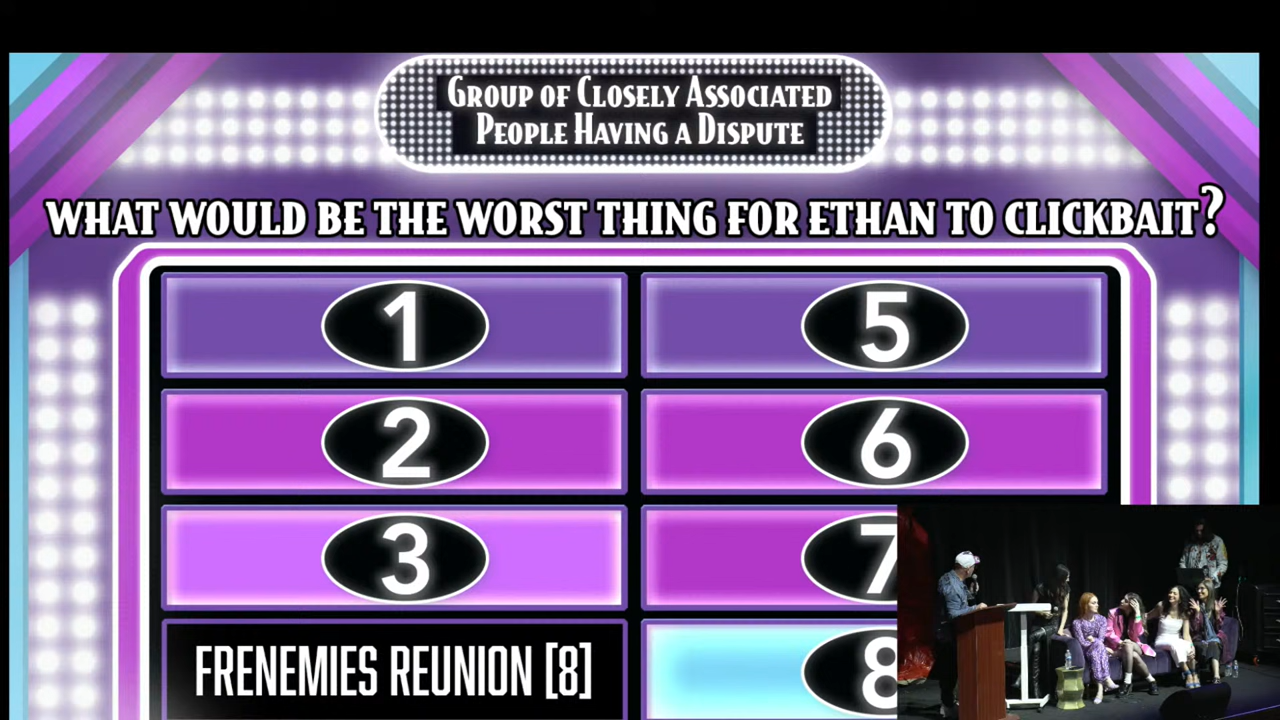 GROUP OF CLOSELY ASSOCIATED
PEOPLE HAVING A DISPUTE
WHAT WOULD BE THE WORST THING FOR ETHAN TO CLICKBAIT?
1
5
2
6
3
7
FRENEMIES REUNION [8]
8